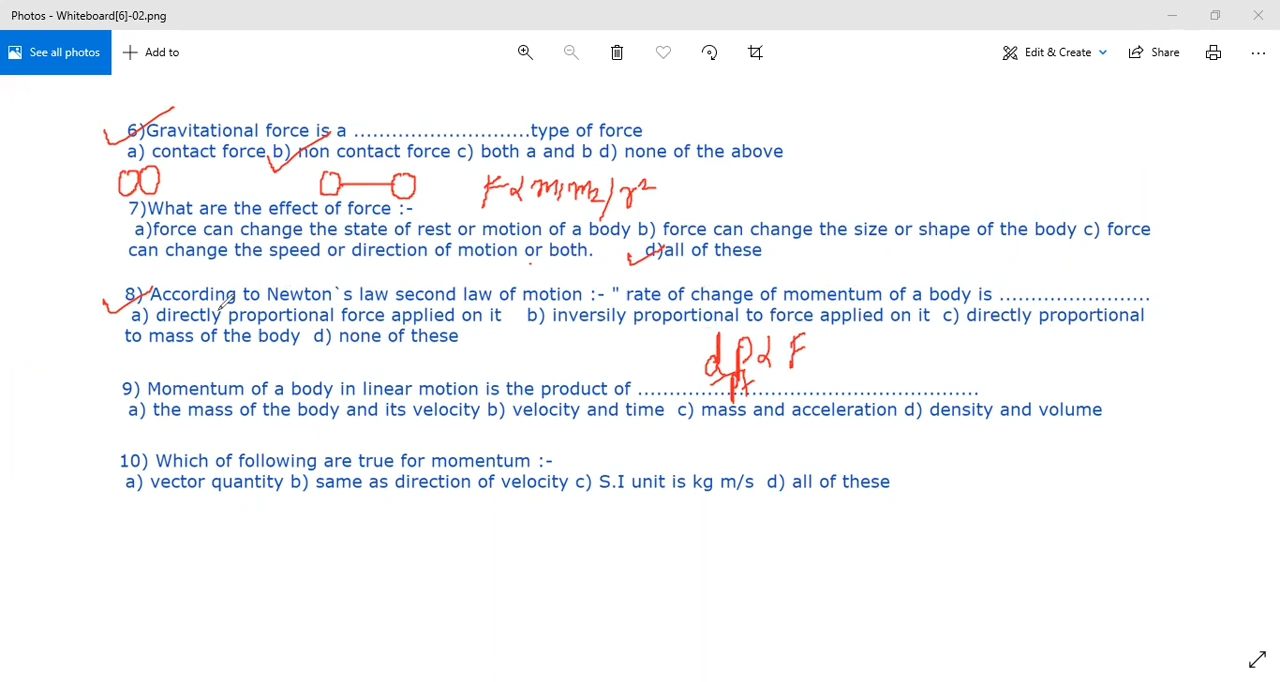 Photos - Whiteboard[6]-02.png
See all photos
Add to
Edit & Create
Share
6)Gravitational force is a ............................type of force
a) contact force b) non contact force c) both a and b d) none of the above
F α m1m2/r2
7)What are the effect of force :-
a)force can change the state of rest or motion of a body b) force can change the size or shape of the body c) force
can change the speed or direction of motion or both. d)all of these
8) According to Newton`s law second law of motion :- " rate of change of momentum of a body is ........................
a) directly proportional force applied on it b) inversily proportional to force applied on it c) directly proportional
to mass of the body d) none of these
dP α F
9) Momentum of a body in linear motion is the product of ......................................................
a) the mass of the body and its velocity b) velocity and time c) mass and acceleration d) density and volume
10) Which of following are true for momentum :-
a) vector quantity b) same as direction of velocity c) S.I unit is kg m/s d) all of these